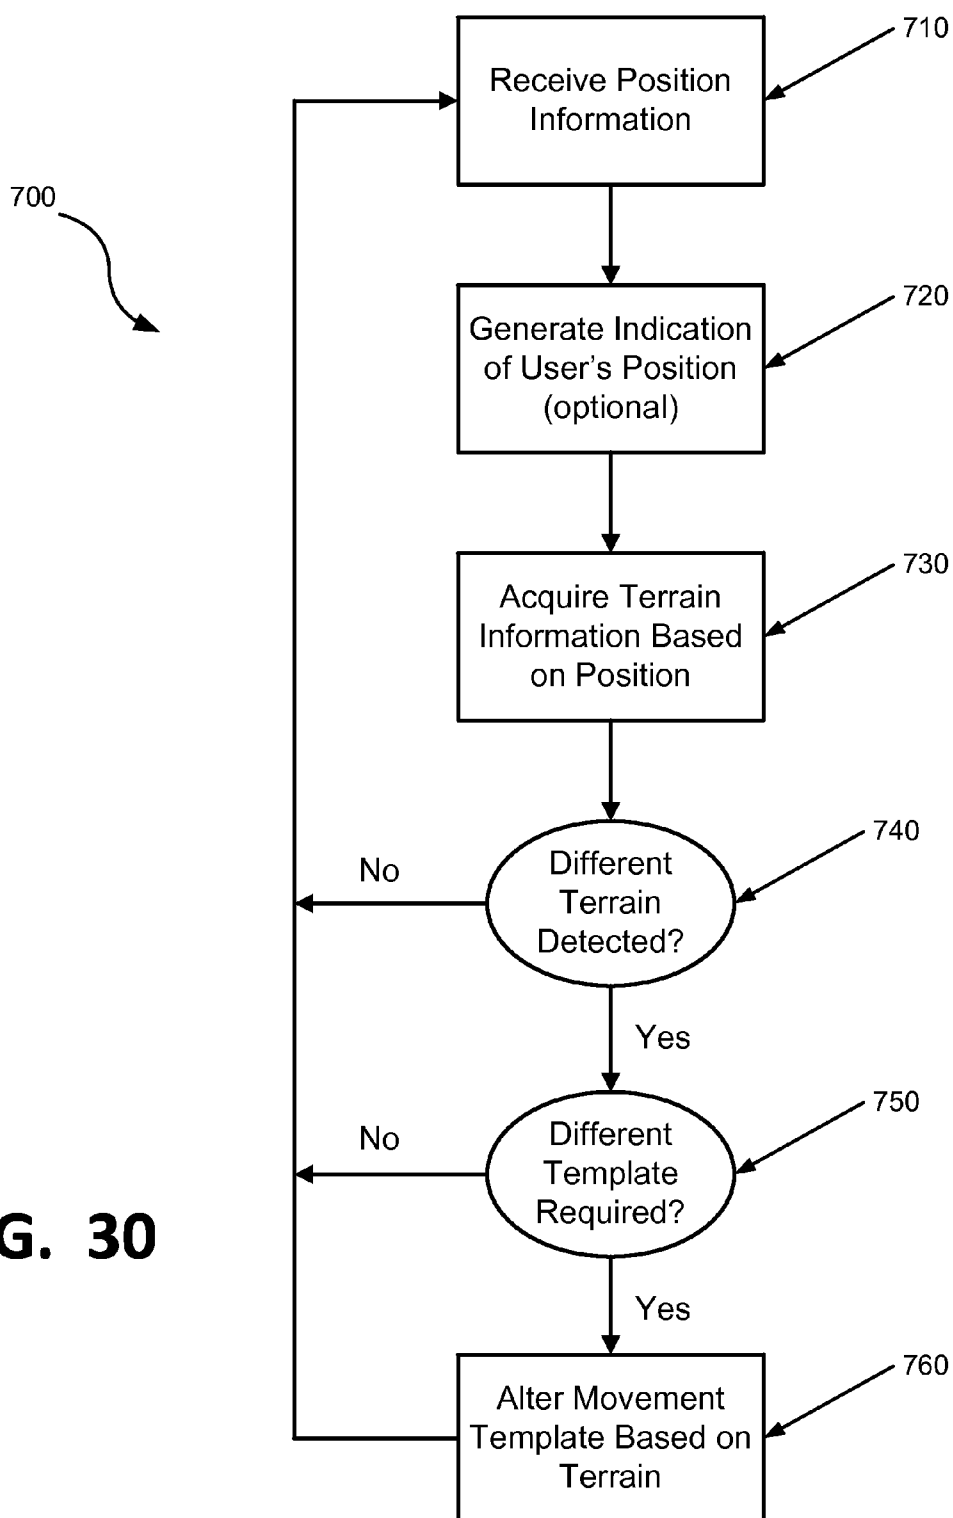 710
Receive Position
Information
700
720
Generate Indication
of User's Position
(optional)
730
Acquire Terrain
Information Based
on Position
740
Different
Terrain
Detected?
No
Yes
750
Different
Template
Required?
No
G. 30
Yes
760
Alter Movement
Template Based on
Terrain